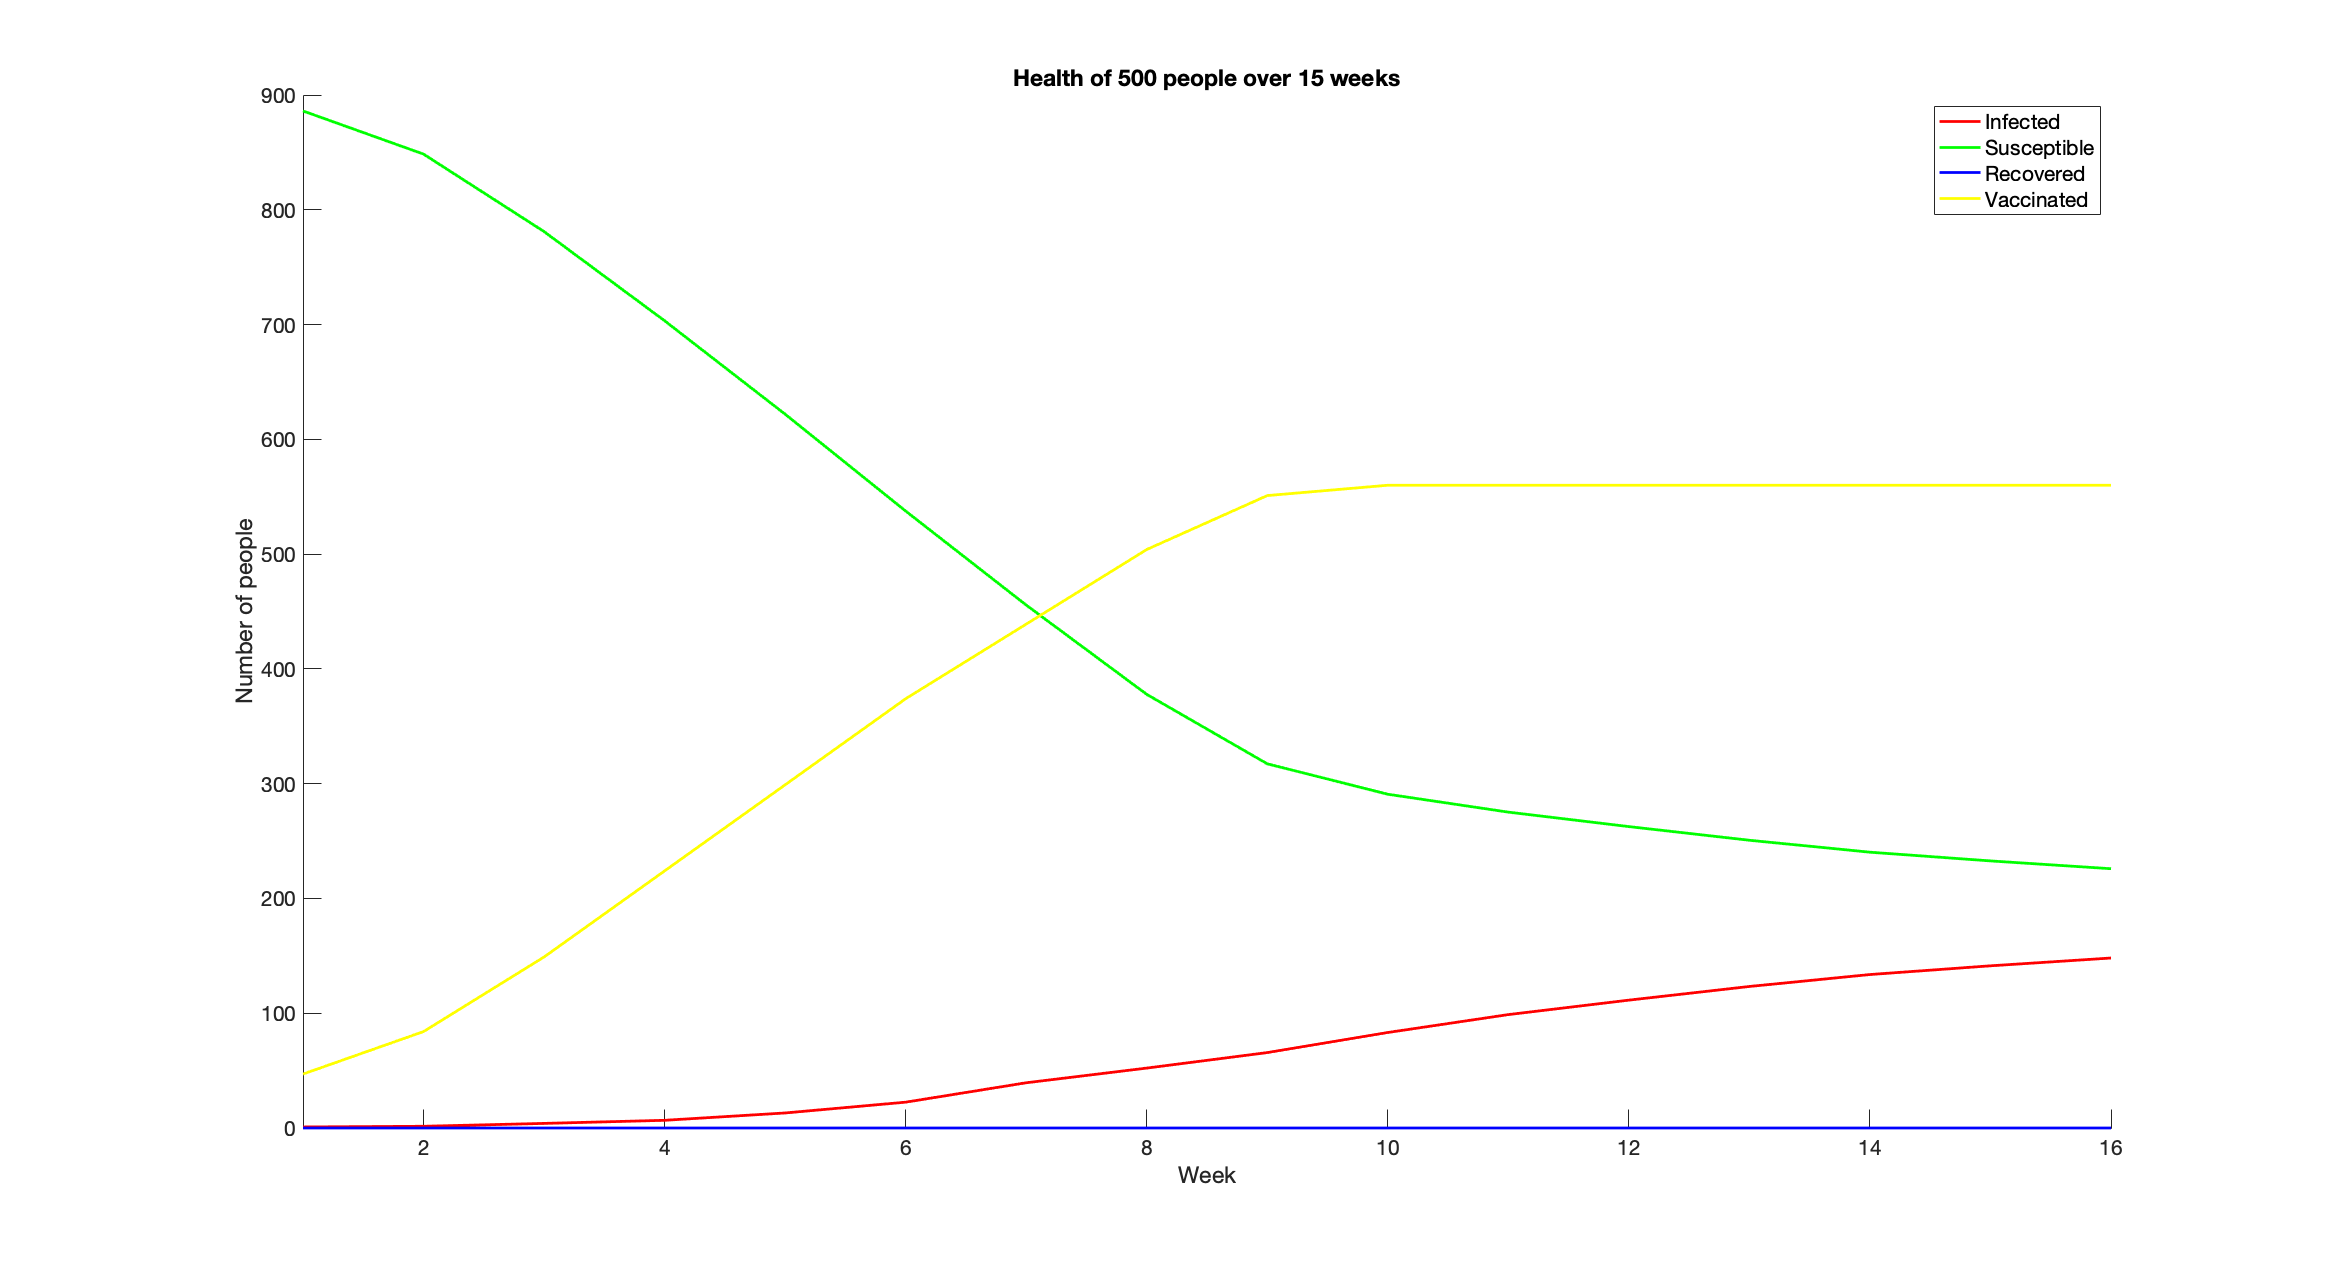 Health of 500 people over 15 weeks
Infected
Susceptible
Recovered
Vaccinated
Number of people
900
800
700
600
500
400
300
200
100
0
2 4 6 8 10 12 14 16
Week